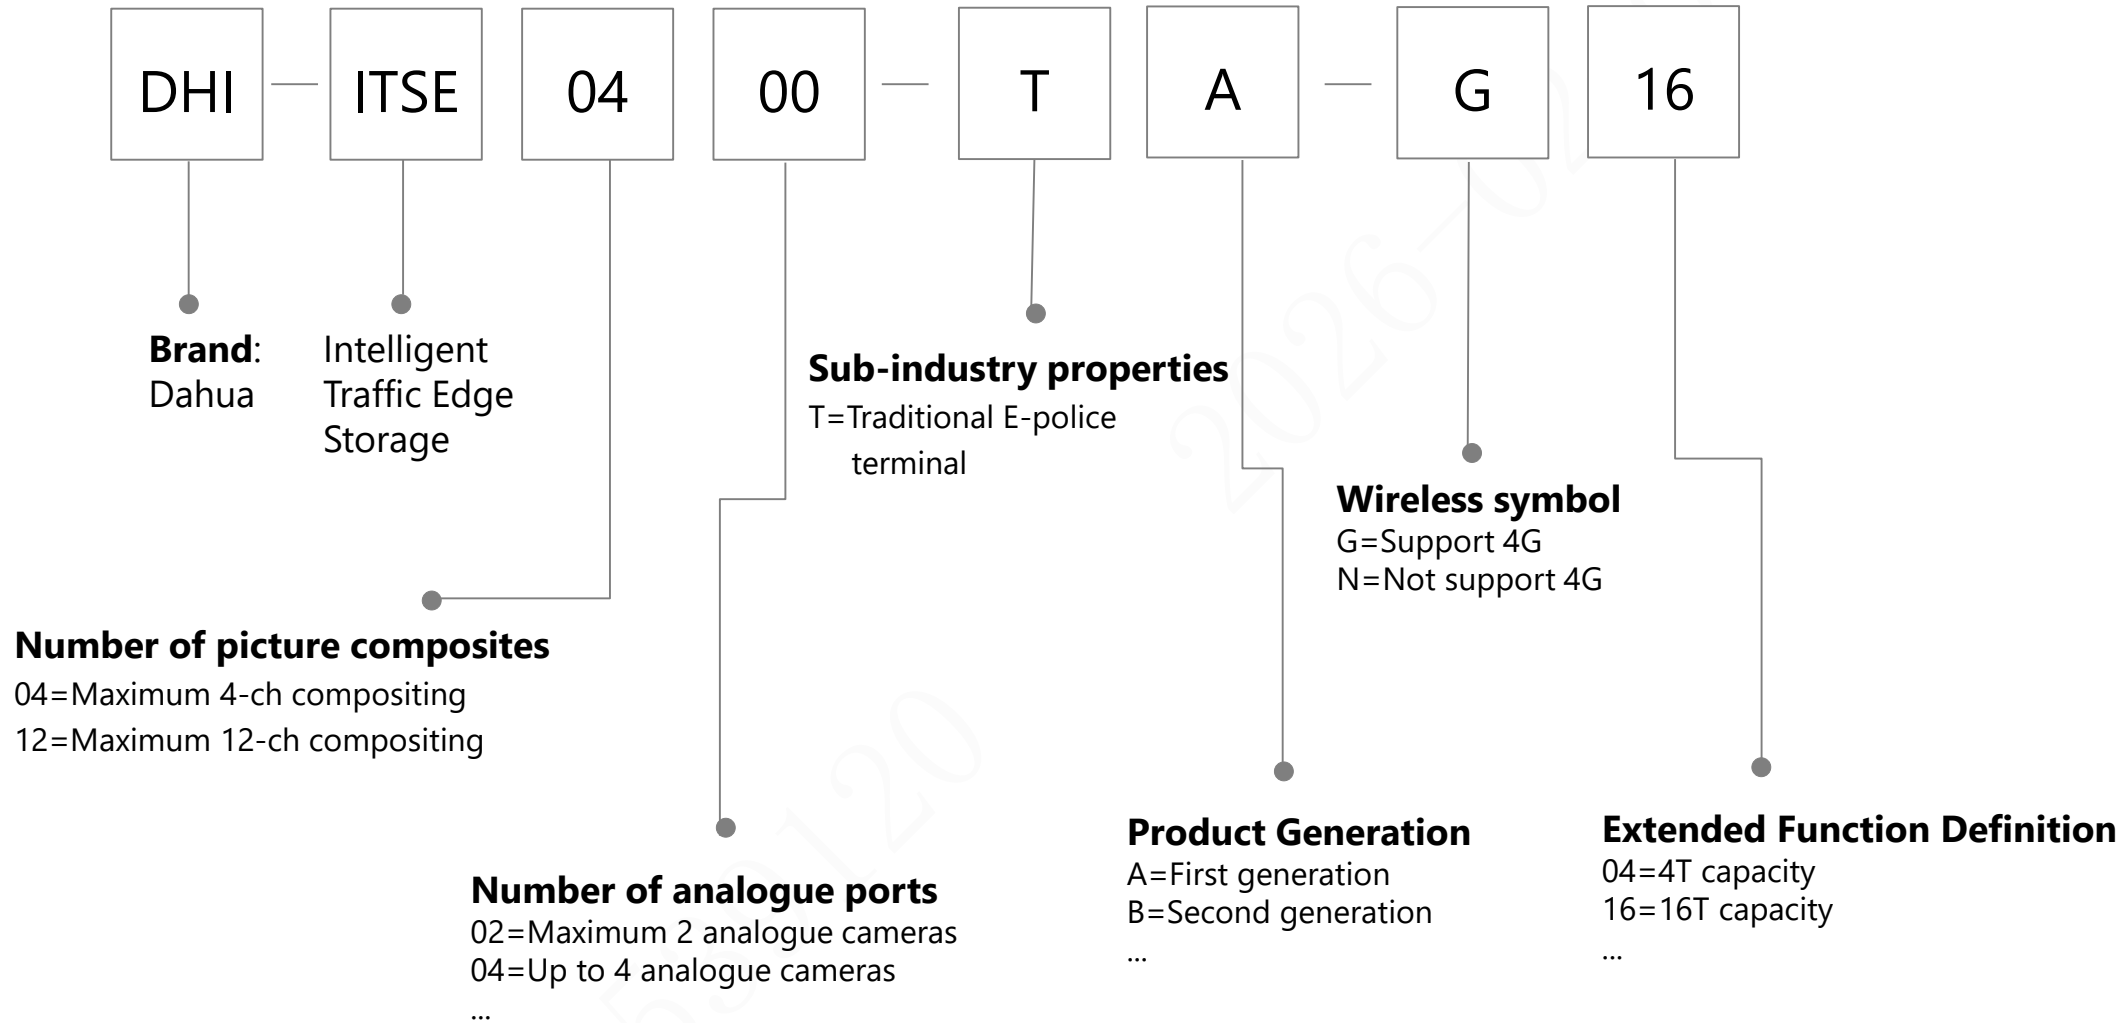 DHI — ITSE 04 00 — T A — G 16
Brand:
Dahua
Intelligent
Traffic Edge
Storage
Sub-industry properties
T=Traditional E-police
terminal
Wireless symbol
G=Support 4G
N=Not support 4G
Number of picture composites
04=Maximum 4-ch compositing
12=Maximum 12-ch compositing
Number of analogue ports
02=Maximum 2 analogue cameras
04=Up to 4 analogue cameras
...
Product Generation
A=First generation
B=Second generation
...
Extended Function Definition
04=4T capacity
16=16T capacity
...